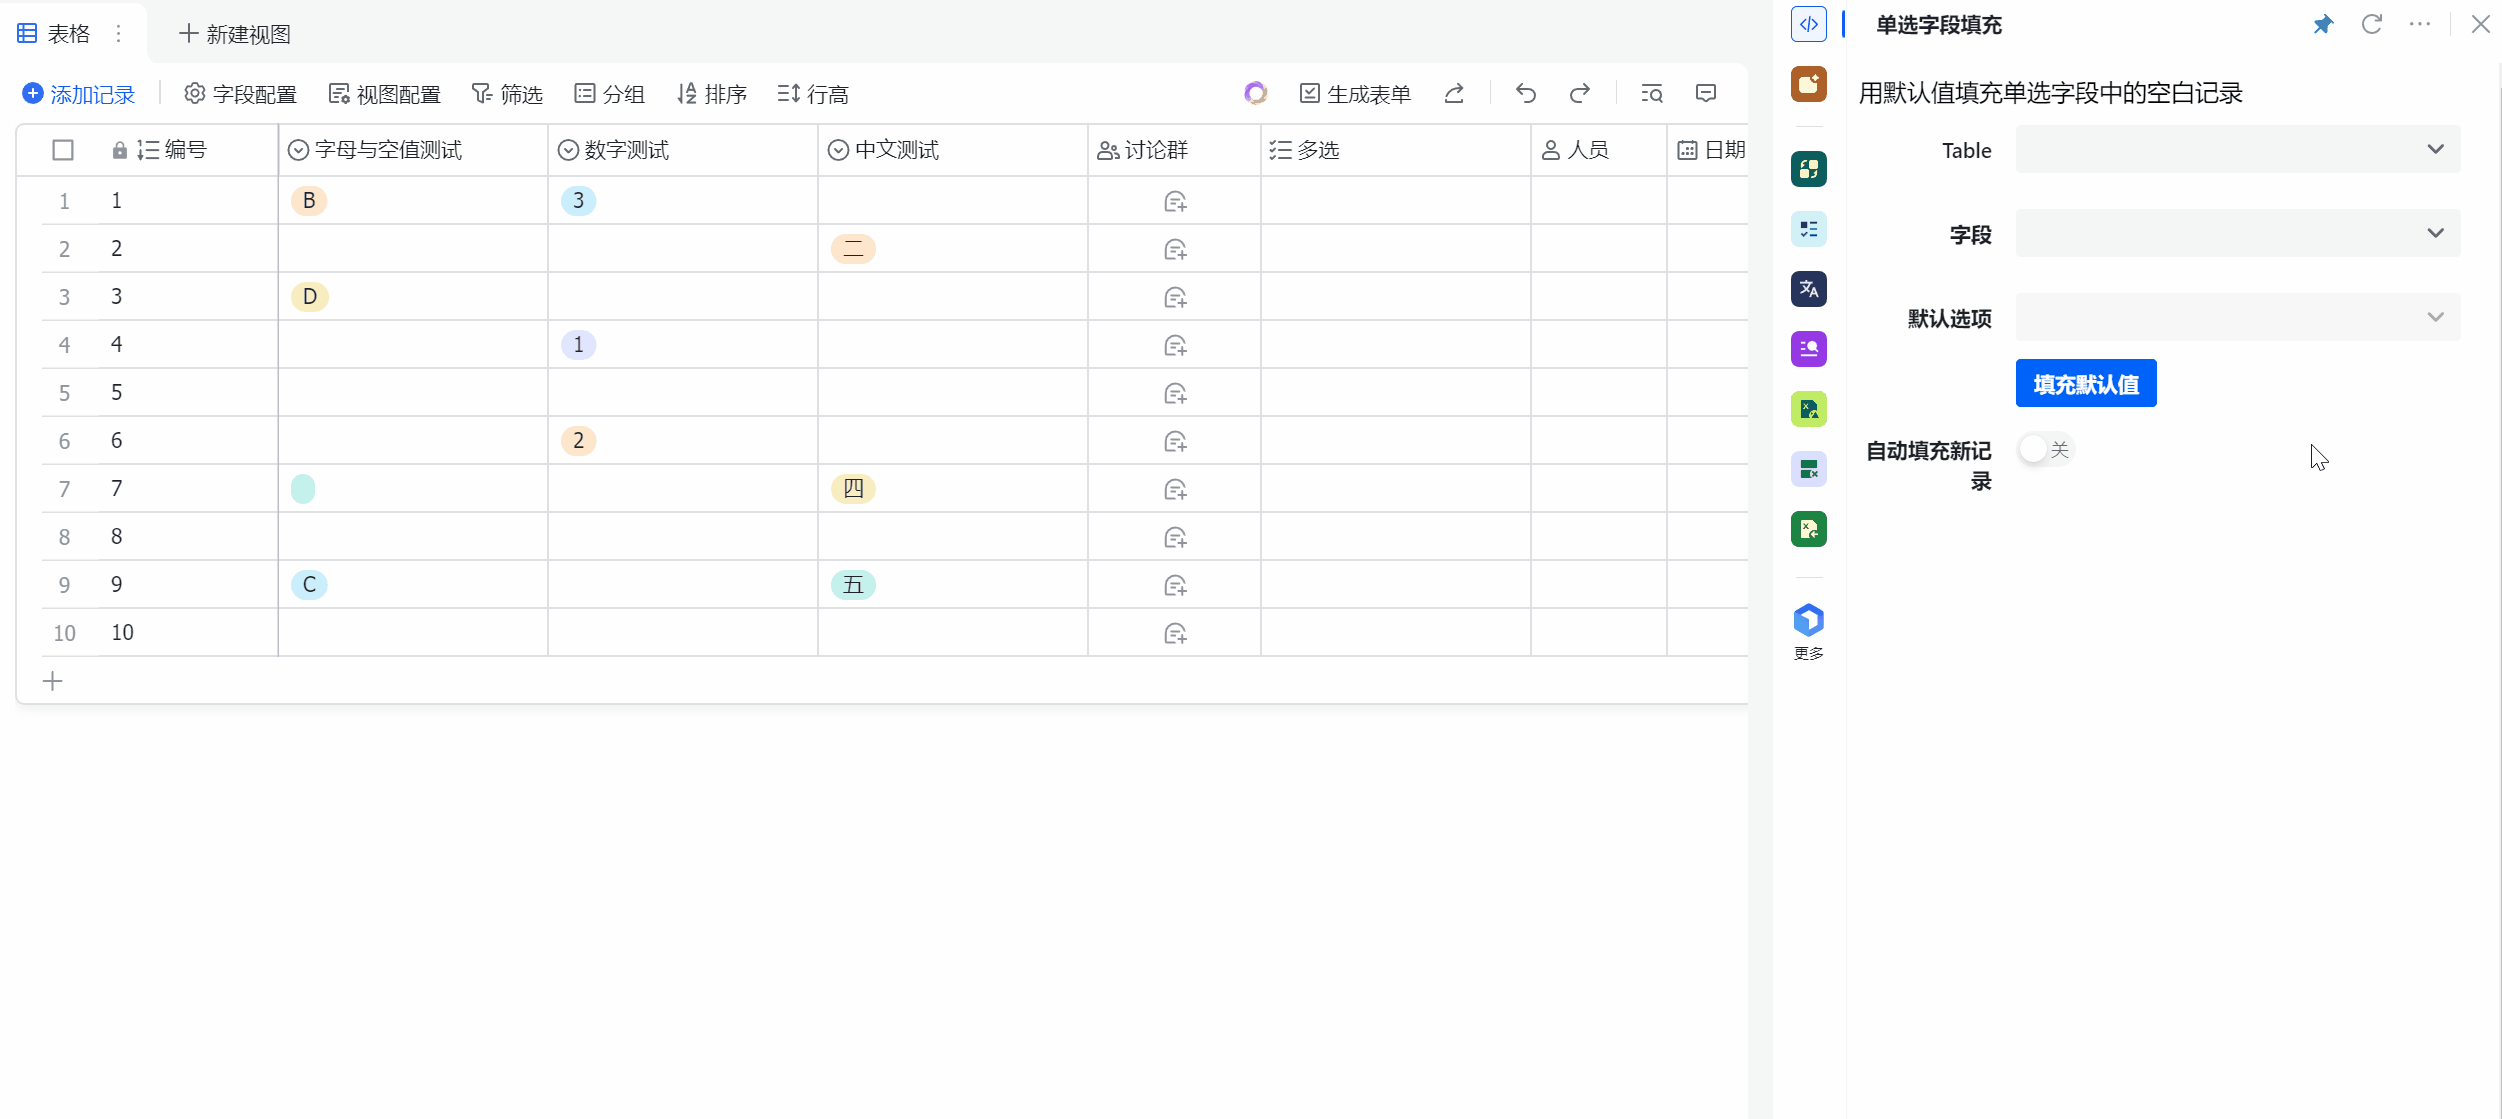 表格
新建视图
添加记录 字段配置 视图配置 筛选 分组 排序 行高 生成表单
编号 字母与空值测试 数字测试 中文测试 讨论群 多选 人员 日期
1 1 B 3
2 2 二
3 3 D
4 4 1
5 5
6 6 2
7 7 四
8 8
9 9 C 五
10 10
更多
单选字段填充
用默认值填充单选字段中的空白记录
Table
字段
默认选项
填充默认值
自动填充新记
录
关